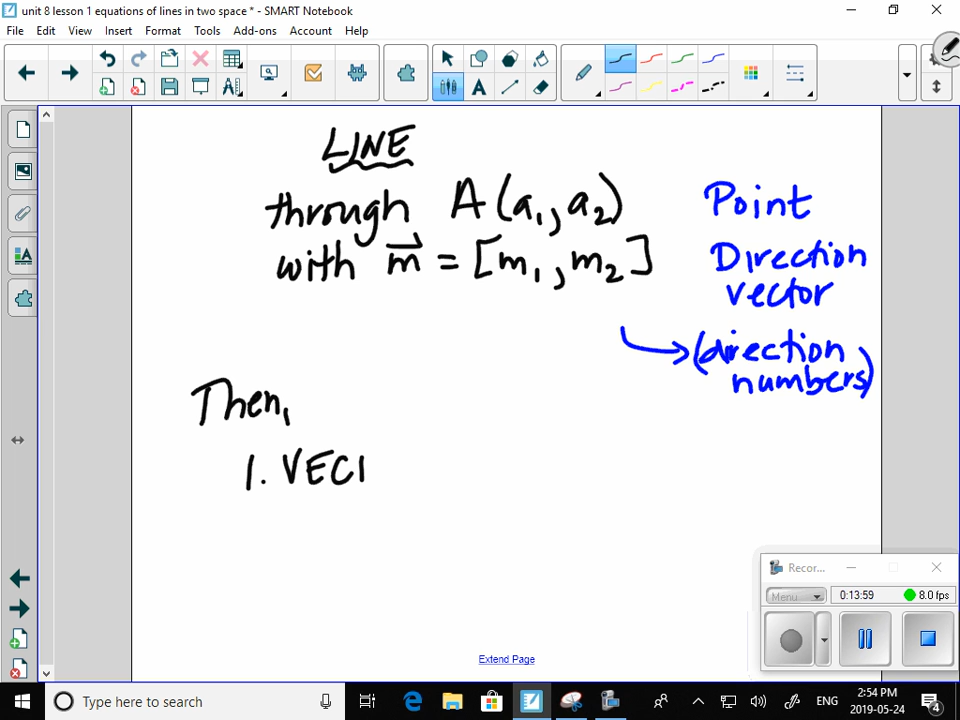 unit 8 lesson 1 equations of lines in two space * - SMART Notebook
File Edit View Insert Format Tools Add-ons Account Help
LINE
through A(a₁, a₂)
with m⃗ = [m₁, m₂]
Point
Direction
vector
(direction
numbers)
Then,
1. VECI
Extend Page
Recor...
Menu
0:13:59
8.0 fps
Type here to search
ENG
2:54 PM
2019-05-24
4